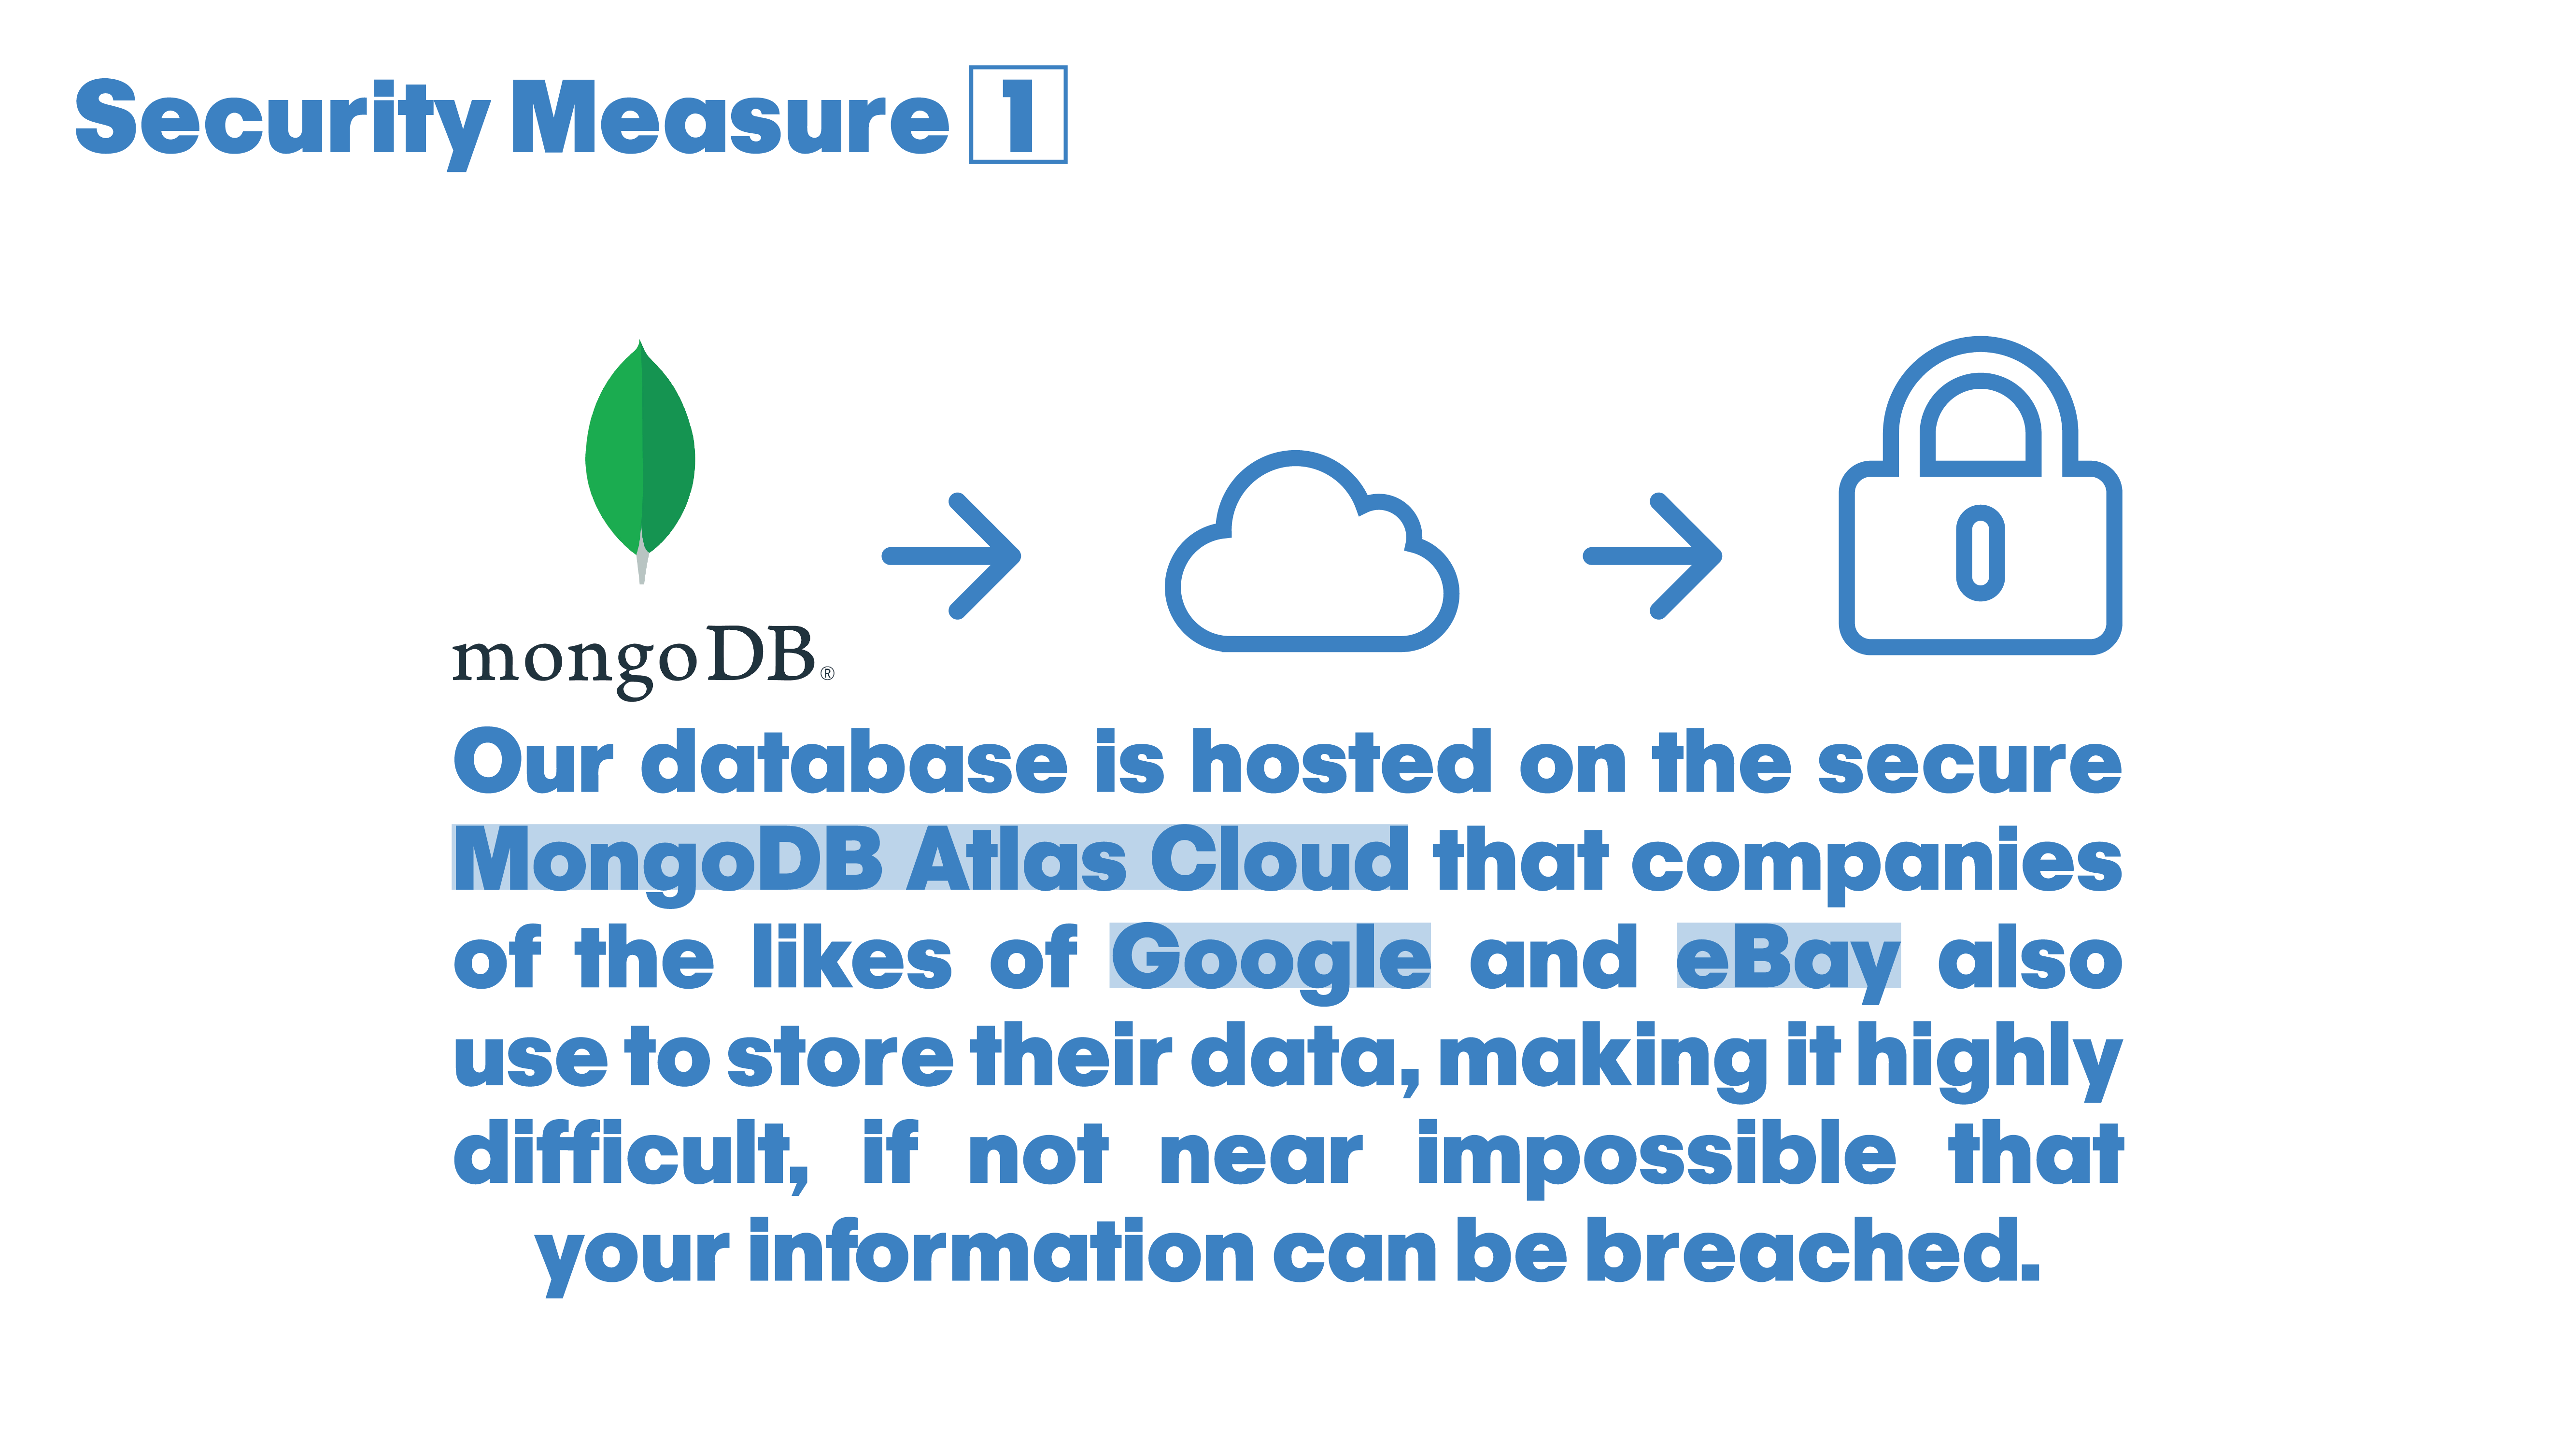 Security Measure 1
mongoDB®
Our database is hosted on the secure
MongoDB Atlas Cloud that companies
of the likes of Google and eBay also
use to store their data, making it highly
difficult, if not near impossible that
your information can be breached.